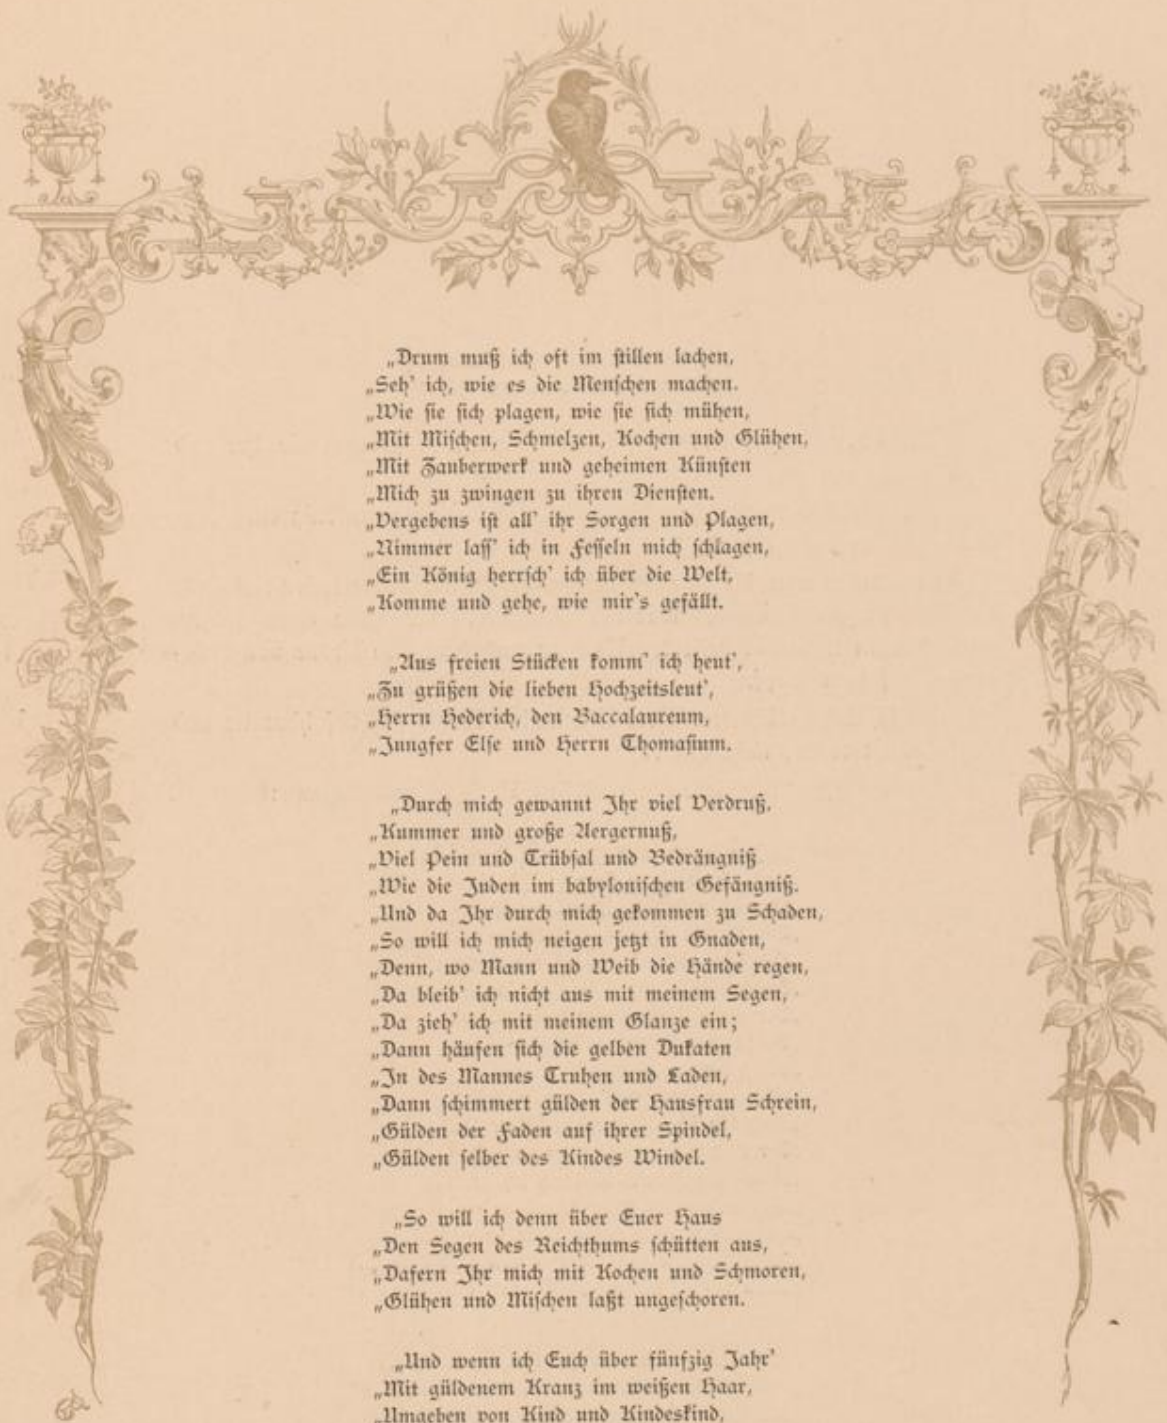 „Drum muß ich oft im stillen lachen,
„Seh' ich, wie es die Menschen machen.
„Wie sie sich plagen, wie sie sich mühen,
„Mit Mischen, Schmelzen, Kochen und Glühen,
„Mit Zauberwerk und geheimen Künsten
„Mich zu zwingen zu ihren Diensten.
„Vergebens ist all' ihr Sorgen und Plagen,
„Nimmer lass' ich in Fesseln mich schlagen,
„Ein König herrsch' ich über die Welt,
„Komme und gehe, wie mir's gefällt.
„Aus freien Stücken komm' ich heut',
„Zu grüßen die lieben Hochzeitsleut',
„Herrn Hederich, den Baccalaureum,
„Jungfer Else und Herrn Thomasium.
„Durch mich gewannt Ihr viel Verdruß,
„Kummer und große Aergernuß,
„Viel Pein und Trübsal und Bedrängniß
„Wie die Juden im babylonischen Gefängniß.
„Und da Ihr durch mich gekommen zu Schaden,
„So will ich mich neigen jetzt in Gnaden,
„Denn, wo Mann und Weib die Hände regen,
„Da bleib' ich nicht aus mit meinem Segen,
„Da zieh' ich mit meinem Glanze ein;
„Dann häufen sich die gelben Dukaten
„In des Mannes Truhen und Laden,
„Dann schimmert gülden der Hausfrau Schrein,
„Gülden der Faden auf ihrer Spindel,
„Gülden selber des Kindes Windel.
„So will ich denn über Euer Haus
„Den Segen des Reichthums schütten aus,
„Dafern Ihr mich mit Kochen und Schmoren,
„Glühen und Mischen laßt ungeschoren.
„Und wenn ich Euch über fünfzig Jahr'
„Mit güldenem Kranz im weißen Haar,
„Umgeben von Kind und Kindeskind,